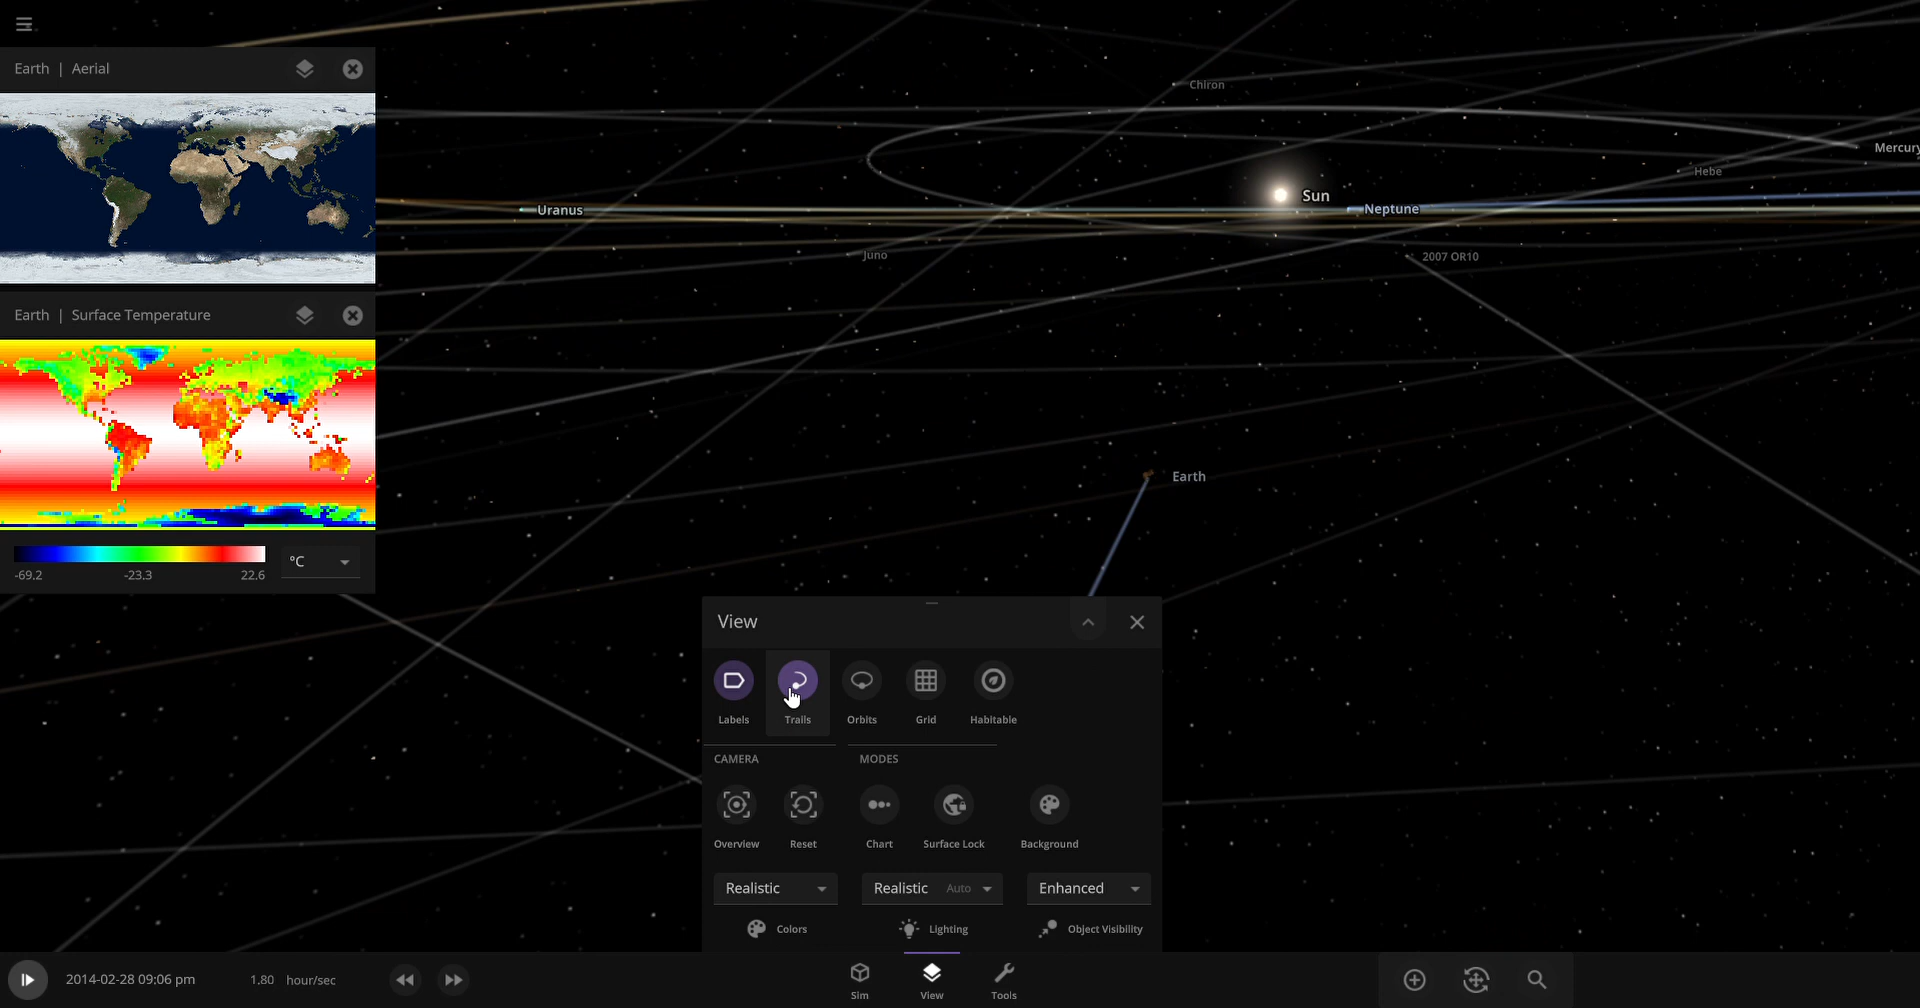 Earth | Aerial
Chiron
Mercury
Hebe
Sun
Uranus
Neptune
Juno
2007 OR10
Earth | Surface Temperature
Earth
-69.2 -23.3 22.6 °C
View
Labels Trails Orbits Grid Habitable
CAMERA MODES
Overview Reset Chart Surface Lock Background
Realistic Realistic Auto Enhanced
Colors Lighting Object Visibility
2014-02-28 09:06 pm 1.80 hour/sec
Sim View Tools